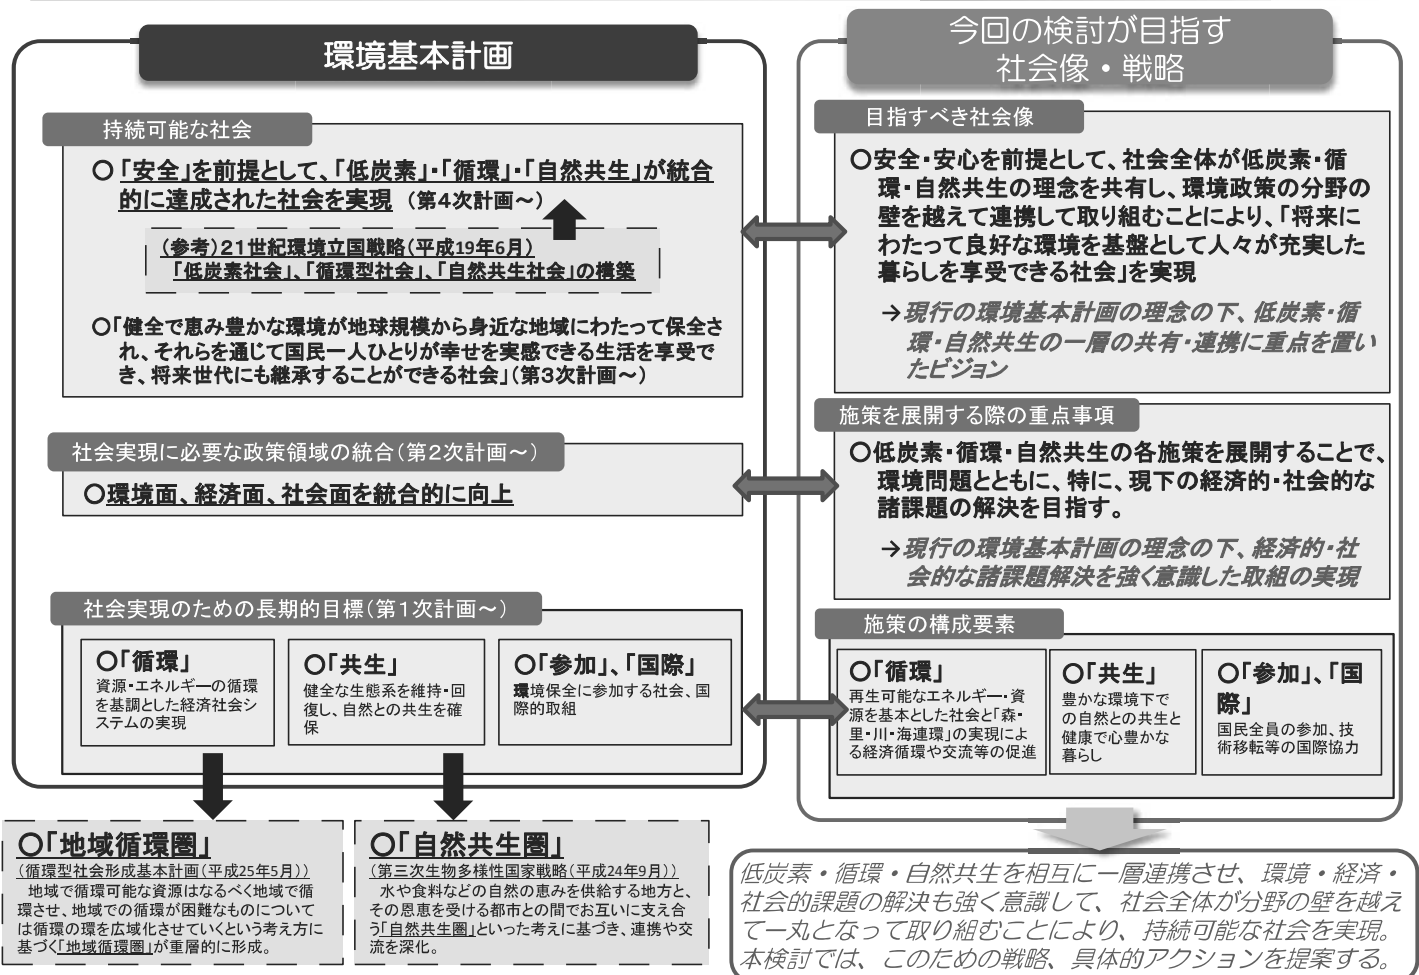 環境基本計画
持続可能な社会
○「安全」を前提として、「低炭素」・「循環」・「自然共生」が統合
的に達成された社会を実現 (第4次計画～)
(参考)21世紀環境立国戦略(平成19年6月)
「低炭素社会」、「循環型社会」、「自然共生社会」の構築
○「健全で恵み豊かな環境が地球規模から身近な地域にわたって保全さ
れ、それらを通じて国民一人ひとりが幸せを実感できる生活を享受で
き、将来世代にも継承することができる社会」(第3次計画～)
社会実現に必要な政策領域の統合(第2次計画～)
○環境面、経済面、社会面を統合的に向上
社会実現のための長期的目標(第1次計画～)
○「循環」
資源・エネルギーの循環
を基調とした経済社会シ
ステムの実現
○「共生」
健全な生態系を維持・回
復し、自然との共生を確
保
○「参加」、「国際」
環境保全に参加する社会、国
際的取組
○「地域循環圏」
(循環型社会形成基本計画(平成25年5月))
地域で循環可能な資源はなるべく地域で循
環させ、地域での循環が困難なものについて
は循環の環を広域化させていくという考え方に
基づく「地域循環圏」が重層的に形成。
○「自然共生圏」
(第三次生物多様性国家戦略(平成24年9月))
水や食料などの自然の恵みを供給する地方と、
その恩恵を受ける都市との間でお互いに支え合
う「自然共生圏」といった考えに基づき、連携や交
流を深化。
今回の検討が目指す
社会像・戦略
目指すべき社会像
○安全・安心を前提として、社会全体が低炭素・循
環・自然共生の理念を共有し、環境政策の分野の
壁を越えて連携して取り組むことにより、「将来に
わたって良好な環境を基盤として人々が充実した
暮らしを享受できる社会」を実現
→現行の環境基本計画の理念の下、低炭素・循
環・自然共生の一層の共有・連携に重点を置い
たビジョン
施策を展開する際の重点事項
○低炭素・循環・自然共生の各施策を展開することで、
環境問題とともに、特に、現下の経済的・社会的な
諸課題の解決を目指す。
→現行の環境基本計画の理念の下、経済的・社
会的な諸課題解決を強く意識した取組の実現
施策の構成要素
○「循環」
再生可能なエネルギー・資
源を基本とした社会と「森・
里・川・海連環」の実現によ
る経済循環や交流等の促進
○「共生」
豊かな環境下で
の自然との共生と
健康で心豊かな
暮らし
○「参加」、「国
際」
国民全員の参加、技
術移転等の国際協力
低炭素・循環・自然共生を相互に一層連携させ、環境・経済・
社会的課題の解決も強く意識して、社会全体が分野の壁を越え
て一丸となって取り組むことにより、持続可能な社会を実現。
本検討では、このための戦略、具体的アクションを提案する。